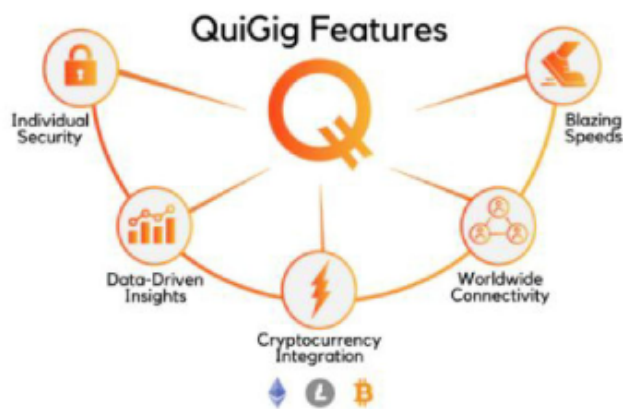 QuiGig Features
Individual
Security
Blazing
Speeds
Data-Driven
Insights
Worldwide
Connectivity
Cryptocurrency
Integration